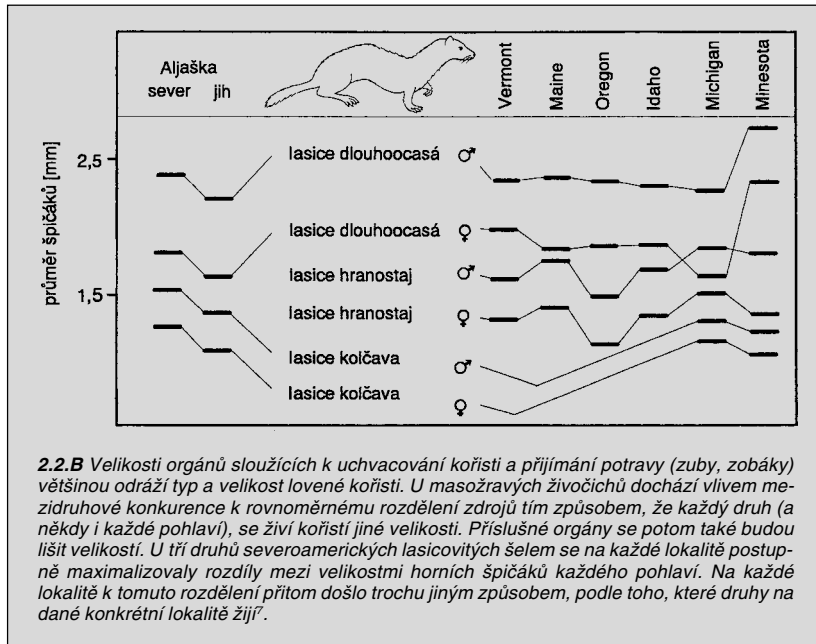 Aljaška
sever jih
Vermont
Maine
Oregon
Idaho
Michigan
Minesota
průměr špičáků [mm]
2,5
1,5
lasice dlouhoocasá ♂
lasice dlouhoocasá ♀
lasice hranostaj ♂
lasice hranostaj ♀
lasice kolčava ♂
lasice kolčava ♀
2.2.B Velikosti orgánů sloužících k uchvacování kořisti a přijímání potravy (zuby, zobáky)
většinou odráží typ a velikost lovené kořisti. U masožravých živočichů dochází vlivem me-
zidruhové konkurence k rovnoměrnému rozdělení zdrojů tím způsobem, že každý druh (a
někdy i každé pohlaví), se živí kořistí jiné velikosti. Příslušné orgány se potom také budou
lišit velikostí. U tří druhů severoamerických lasicovitých šelem se na každé lokalitě postup-
ně maximalizovaly rozdíly mezi velikostmi horních špičáků každého pohlaví. Na každé
lokalitě k tomuto rozdělení přitom došlo trochu jiným způsobem, podle toho, které druhy na
dané konkrétní lokalitě žijí⁷.